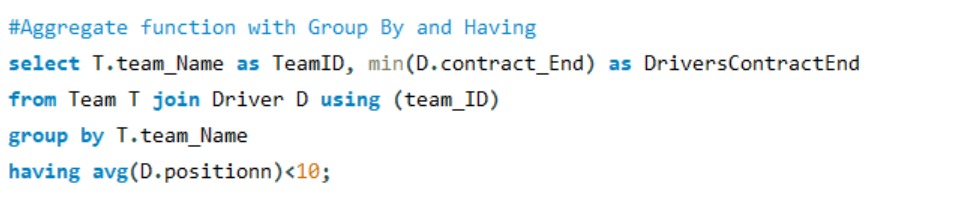 #Aggregate function with Group By and Having
select T.team_Name as TeamID, min(D.contract_End) as DriversContractEnd
from Team T join Driver D using (team_ID)
group by T.team_Name
having avg(D.positionn)<10;